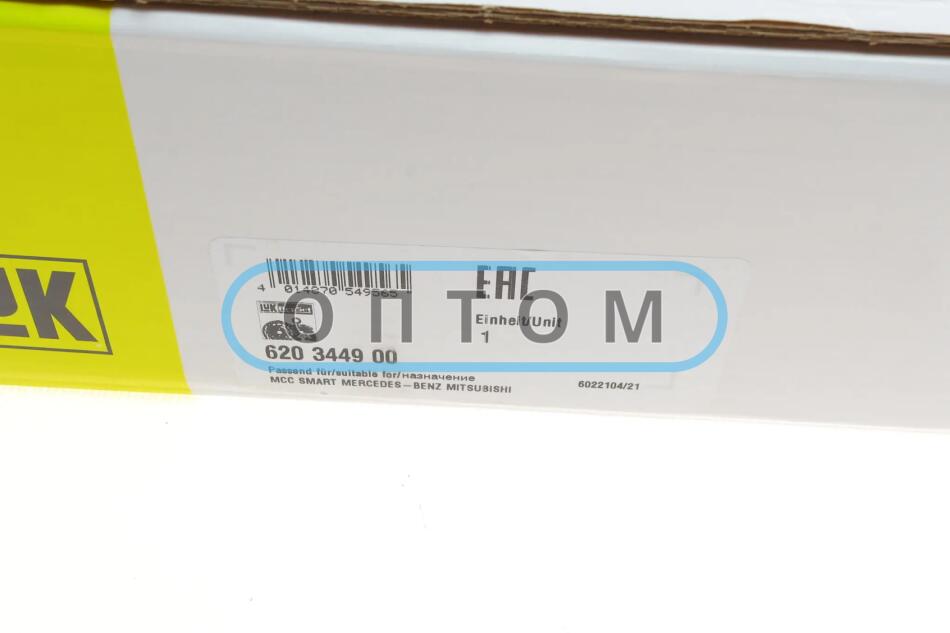 LUK
4 014870 549665
EAC
Einheit/Unit
1
620 3449 00
Passend für/suitable for/назначение
MCC SMART MERCEDES-BENZ MITSUBISHI
6022104/21
ОПТОМ